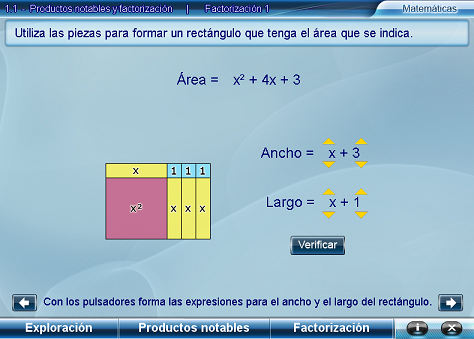 1.1 - Productos notables y factorización | Factorización 1 Matemáticas
Utiliza las piezas para formar un rectángulo que tenga el área que se indica.
Área = x² + 4x + 3
Ancho = x + 3
x 1 1 1
Largo = x + 1
x² x x x
Verificar
Con los pulsadores forma las expresiones para el ancho y el largo del rectángulo.
Exploración Productos notables Factorización i X